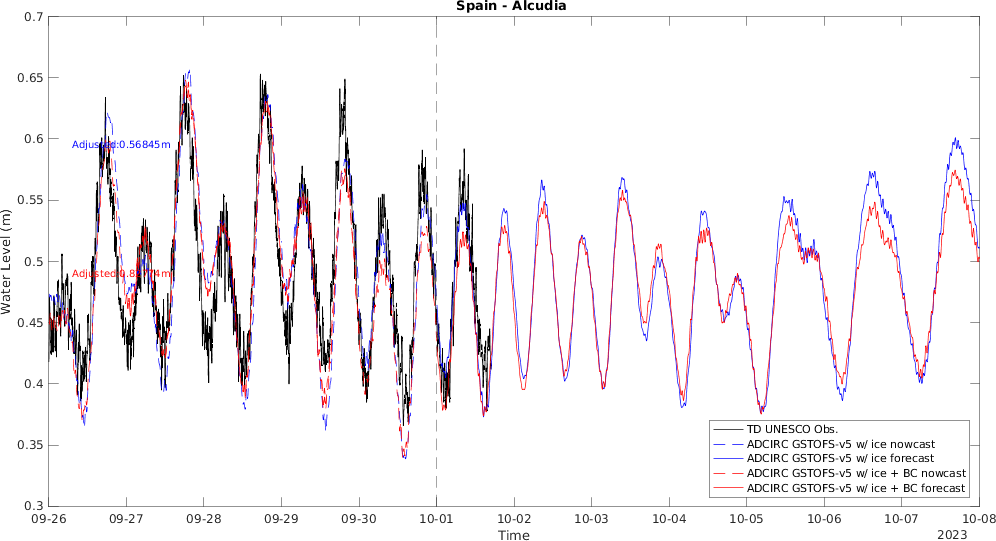 Spain - Alcudia
0.7
0.65
0.6
0.55
0.5
0.45
0.4
0.35
0.3
Water Level (m)
Adjusted:0.56845m
TD UNESCO Obs.
ADCIRC GSTOFS-v5 w/ ice nowcast
ADCIRC GSTOFS-v5 w/ ice forecast
ADCIRC GSTOFS-v5 w/ ice + BC nowcast
ADCIRC GSTOFS-v5 w/ ice + BC forecast
09-26 09-27 09-28 09-29 09-30 10-01 10-02 10-03 10-04 10-05 10-06 10-07 10-08
Time
2023